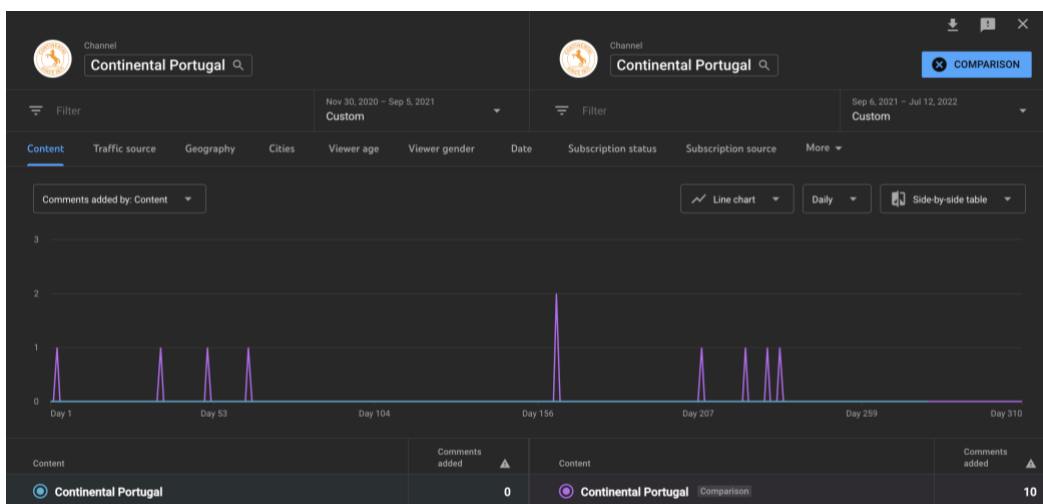 Channel
Continental Portugal
Channel
Continental Portugal
COMPARISON
Filter
Nov 30, 2020 – Sep 5, 2021
Custom
Filter
Sep 6, 2021 – Jul 12, 2022
Custom
Content Traffic source Geography Cities Viewer age Viewer gender Date Subscription status Subscription source More
Comments added by: Content
Line chart
Daily
Side-by-side table
3
2
1
0
Day 1 Day 53 Day 104 Day 156 Day 207 Day 259 Day 310
Content
Comments
added
Content
Comments
added
Continental Portugal 0
Continental Portugal Comparison 10